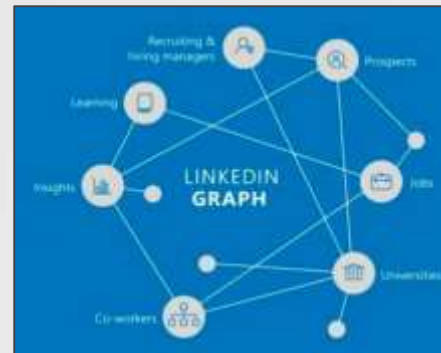 Recruiting &
hiring managers
Prospects
Learning
LINKEDIN
GRAPH
Insights
Jobs
Universities
Co-workers